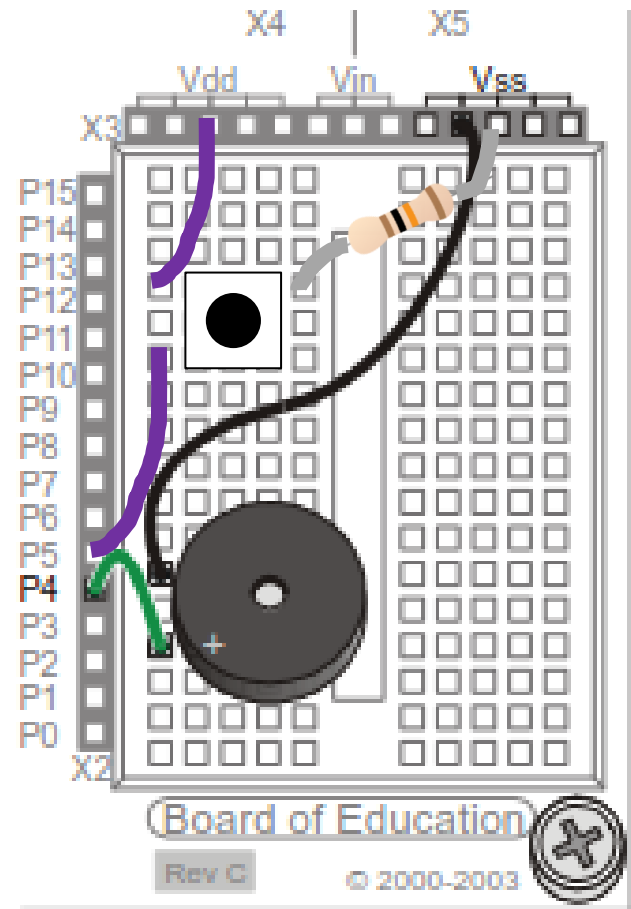 X4 X5
Vdd Vin Vss
X3
P15
P14
P13
P12
P11
P10
P9
P8
P7
P6
P5
P4
P3
P2
P1
P0
X2
+
Board of Education
Rev C © 2000-2003